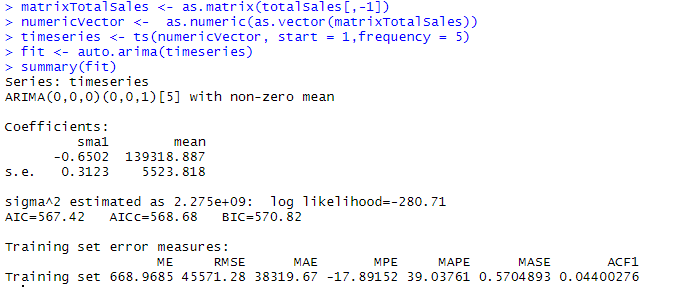 > matrixTotalSales <- as.matrix(totalSales[,-1])
> numericVector <- as.numeric(as.vector(matrixTotalSales))
> timeseries <- ts(numericVector, start = 1,frequency = 5)
> fit <- auto.arima(timeseries)
> summary(fit)
Series: timeseries
ARIMA(0,0,0)(0,0,1)[5] with non-zero mean
Coefficients:
sma1 mean
-0.6502 139318.887
s.e. 0.3123 5523.818
sigma^2 estimated as 2.275e+09: log likelihood=-280.71
AIC=567.42 AICc=568.68 BIC=570.82
Training set error measures:
ME RMSE MAE MPE MAPE MASE ACF1
Training set 668.9685 45571.28 38319.67 -17.89152 39.03761 0.5704893 0.04400276